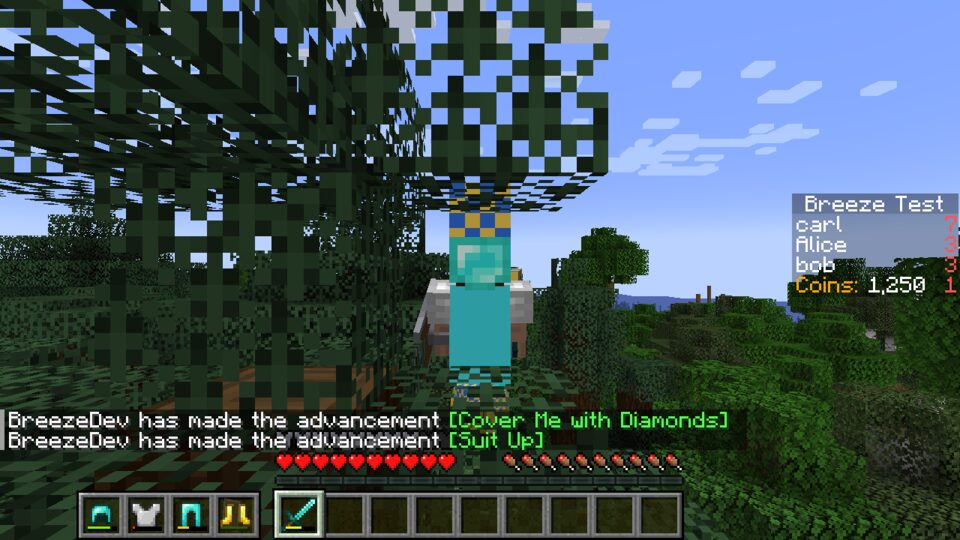 Breeze Test
carl 7
Alice 3
bob 3
Coins: 1,250 1
BreezeDev has made the advancement [Cover Me with Diamonds]
BreezeDev has made the advancement [Suit Up]